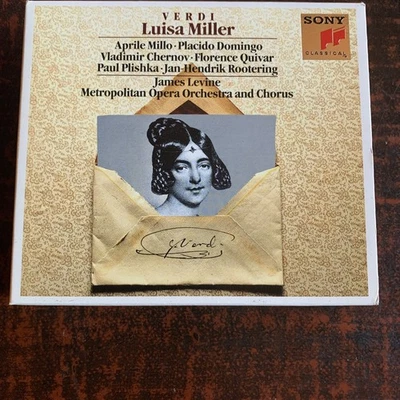 VERDI
Luisa Miller
Aprile Millo · Placido Domingo
Vladimir Chernov · Florence Quivar
Paul Plishka · Jan-Hendrik Rootering
James Levine
Metropolitan Opera Orchestra and Chorus
SONY
CLASSICAL
G. Verdi